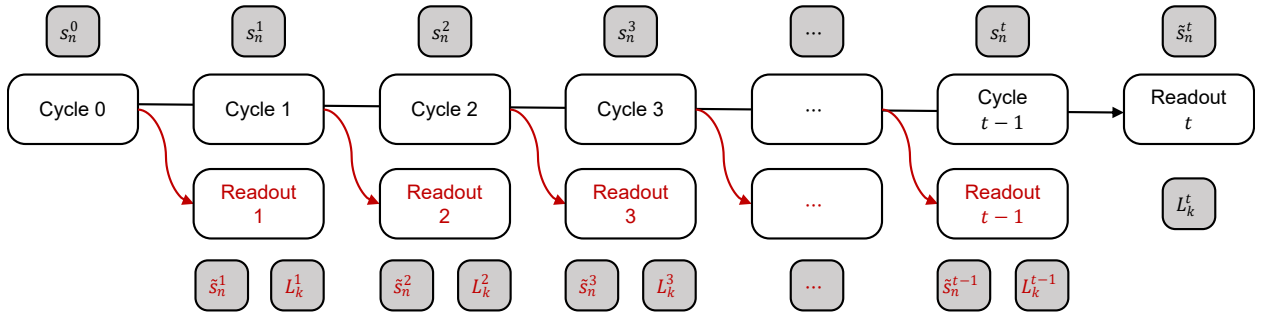 s_n^0 s_n^1 s_n^2 s_n^3 ... s_n^t s̃_n^t
Cycle 0 Cycle 1 Cycle 2 Cycle 3 ... Cycle Readout
t − 1 t
Readout Readout Readout ... Readout
1 2 3 t − 1
L_k^t
s̃_n^1 L_k^1 s̃_n^2 L_k^2 s̃_n^3 L_k^3 ... s̃_n^{t−1} L_k^{t−1}